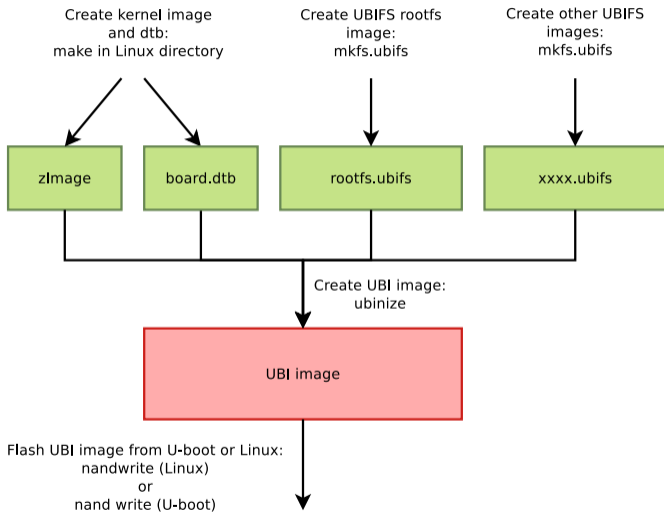 Create kernel image
and dtb:
make in Linux directory
Create UBIFS rootfs
image:
mkfs.ubifs
Create other UBIFS
images:
mkfs.ubifs
zImage
board.dtb
rootfs.ubifs
xxxx.ubifs
Create UBI image:
ubinize
UBI image
Flash UBI image from U-boot or Linux:
nandwrite (Linux)
or
nand write (U-boot)